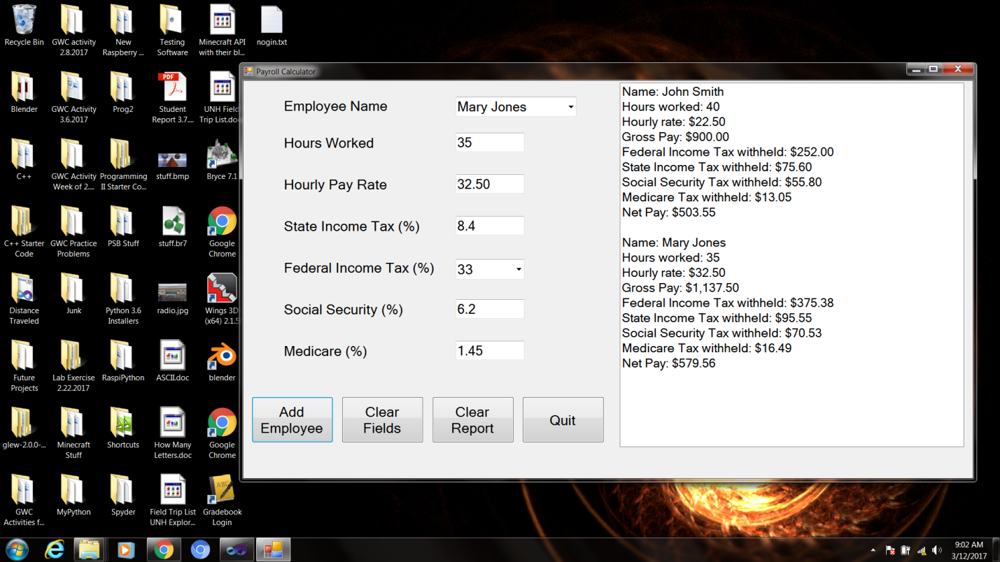 Recycle Bin
GWC activity
2.8.2017
New
Raspberry ...
Testing
Software
Minecraft API
with their bl...
nogin.txt
Blender
GWC Activity
3.6.2017
Prog2
PDF
Student
Report 3.7....
UNH Field
Trip List.doc
C++
GWC Activity
Week of 2....
Programming
II Starter Co...
stuff.bmp
Bryce 7.1
C++ Starter
Code
GWC Practice
Problems
PSB Stuff
stuff.br7
Google
Chrome
Distance
Traveled
Junk
Python 3.6
Installers
radio.jpg
Wings 3D
(x64) 2.1.5
Future
Projects
Lab Exercise
2.22.2017
RaspiPython
ASCII.doc
blender
glew-2.0.0-...
Minecraft
Stuff
Shortcuts
How Many
Letters.doc
Google
Chrome
GWC
Activities f...
MyPython
Spyder
Field Trip List
UNH Explor...
Gradebook
Login
Payroll Calculator
Employee Name
Mary Jones
Hours Worked
35
Hourly Pay Rate
32.50
State Income Tax (%)
8.4
Federal Income Tax (%)
33
Social Security (%)
6.2
Medicare (%)
1.45
Add
Employee
Clear
Fields
Clear
Report
Quit
Name: John Smith
Hours worked: 40
Hourly rate: $22.50
Gross Pay: $900.00
Federal Income Tax withheld: $252.00
State Income Tax withheld: $75.60
Social Security Tax withheld: $55.80
Medicare Tax withheld: $13.05
Net Pay: $503.55
Name: Mary Jones
Hours worked: 35
Hourly rate: $32.50
Gross Pay: $1,137.50
Federal Income Tax withheld: $375.38
State Income Tax withheld: $95.55
Social Security Tax withheld: $70.53
Medicare Tax withheld: $16.49
Net Pay: $579.56
9:02 AM
3/12/2017